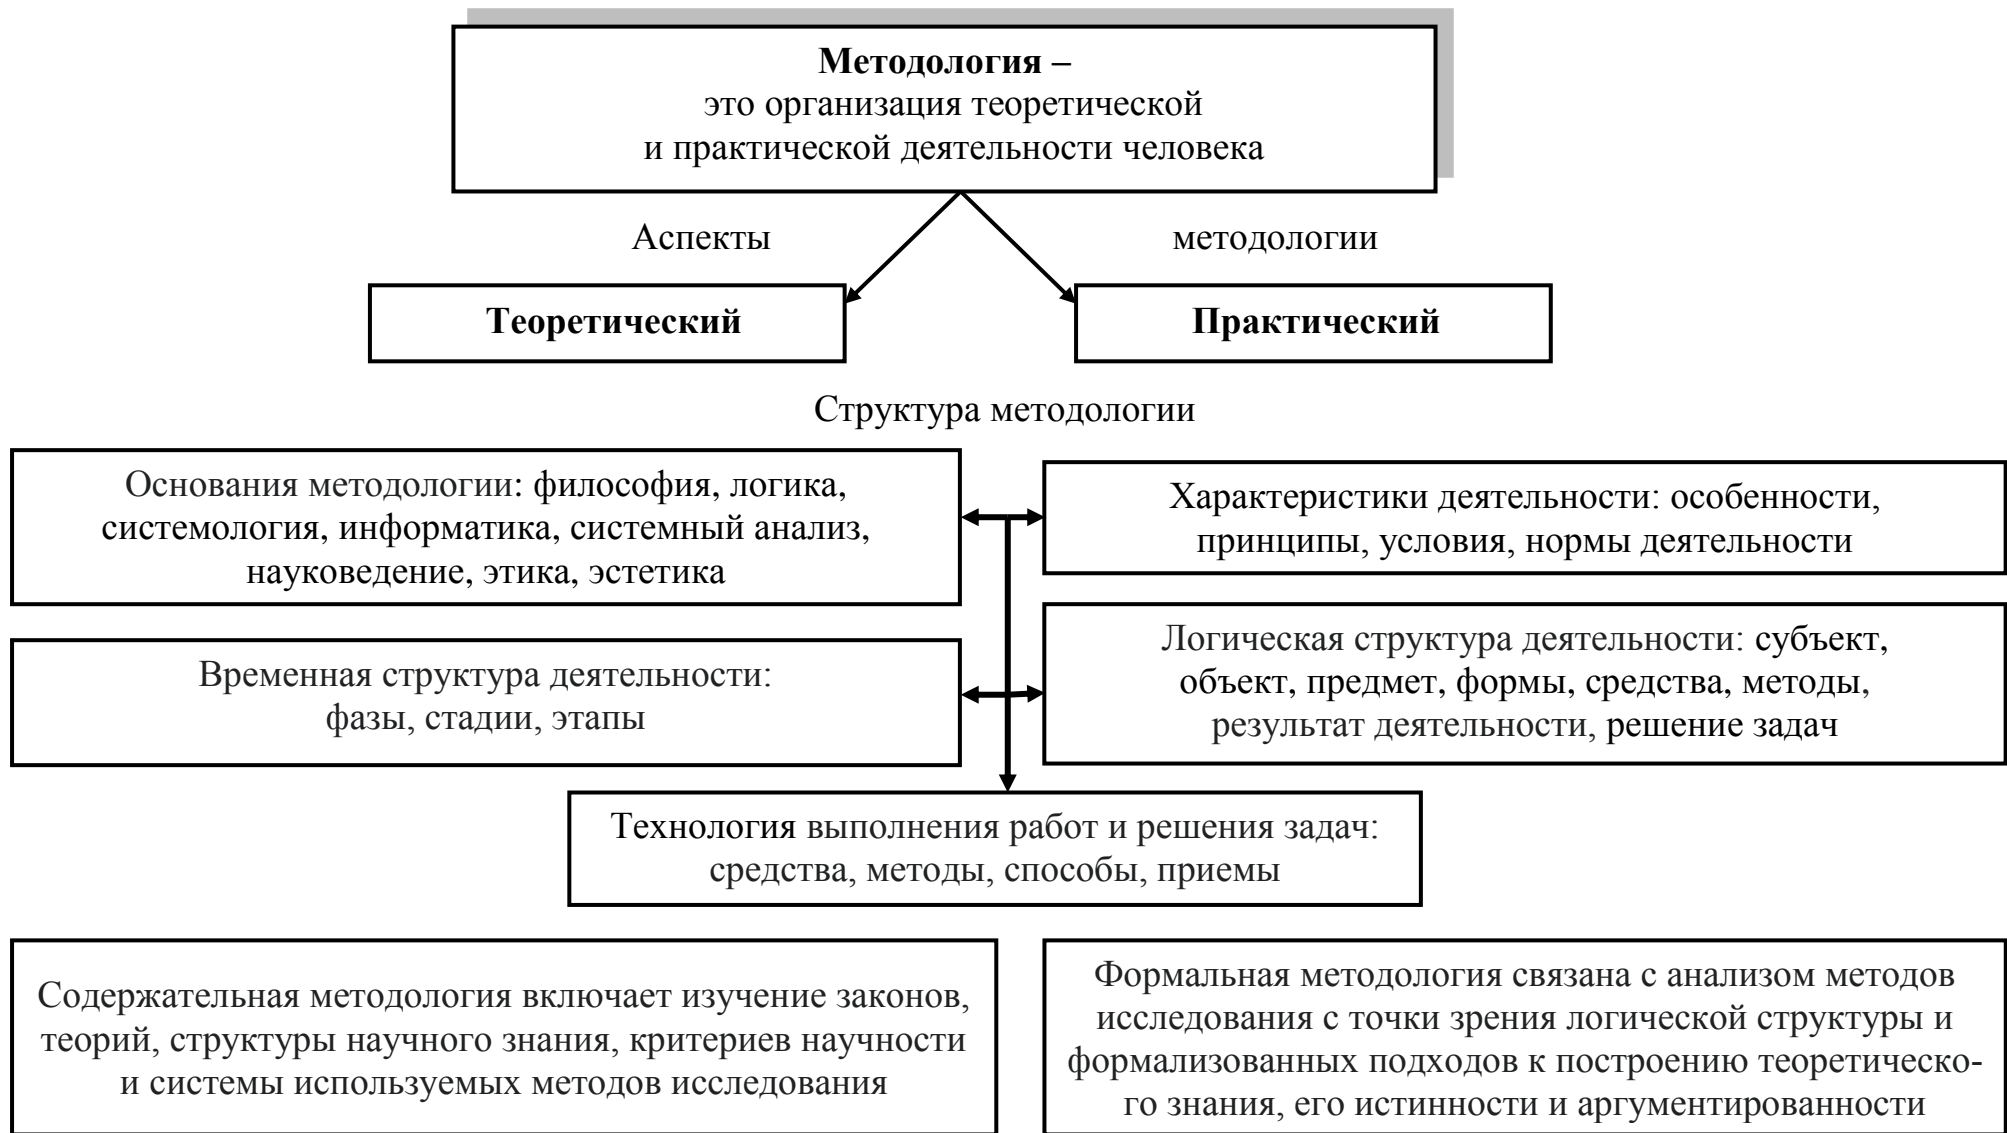 Методология –
это организация теоретической
и практической деятельности человека
Аспекты методологии
Теоретический
Практический
Структура методологии
Основания методологии: философия, логика,
системология, информатика, системный анализ,
науковедение, этика, эстетика
Характеристики деятельности: особенности,
принципы, условия, нормы деятельности
Временная структура деятельности:
фазы, стадии, этапы
Логическая структура деятельности: субъект,
объект, предмет, формы, средства, методы,
результат деятельности, решение задач
Технология выполнения работ и решения задач:
средства, методы, способы, приемы
Содержательная методология включает изучение законов,
теорий, структуры научного знания, критериев научности
и системы используемых методов исследования
Формальная методология связана с анализом методов
исследования с точки зрения логической структуры и
формализованных подходов к построению теоретическо-
го знания, его истинности и аргументированности